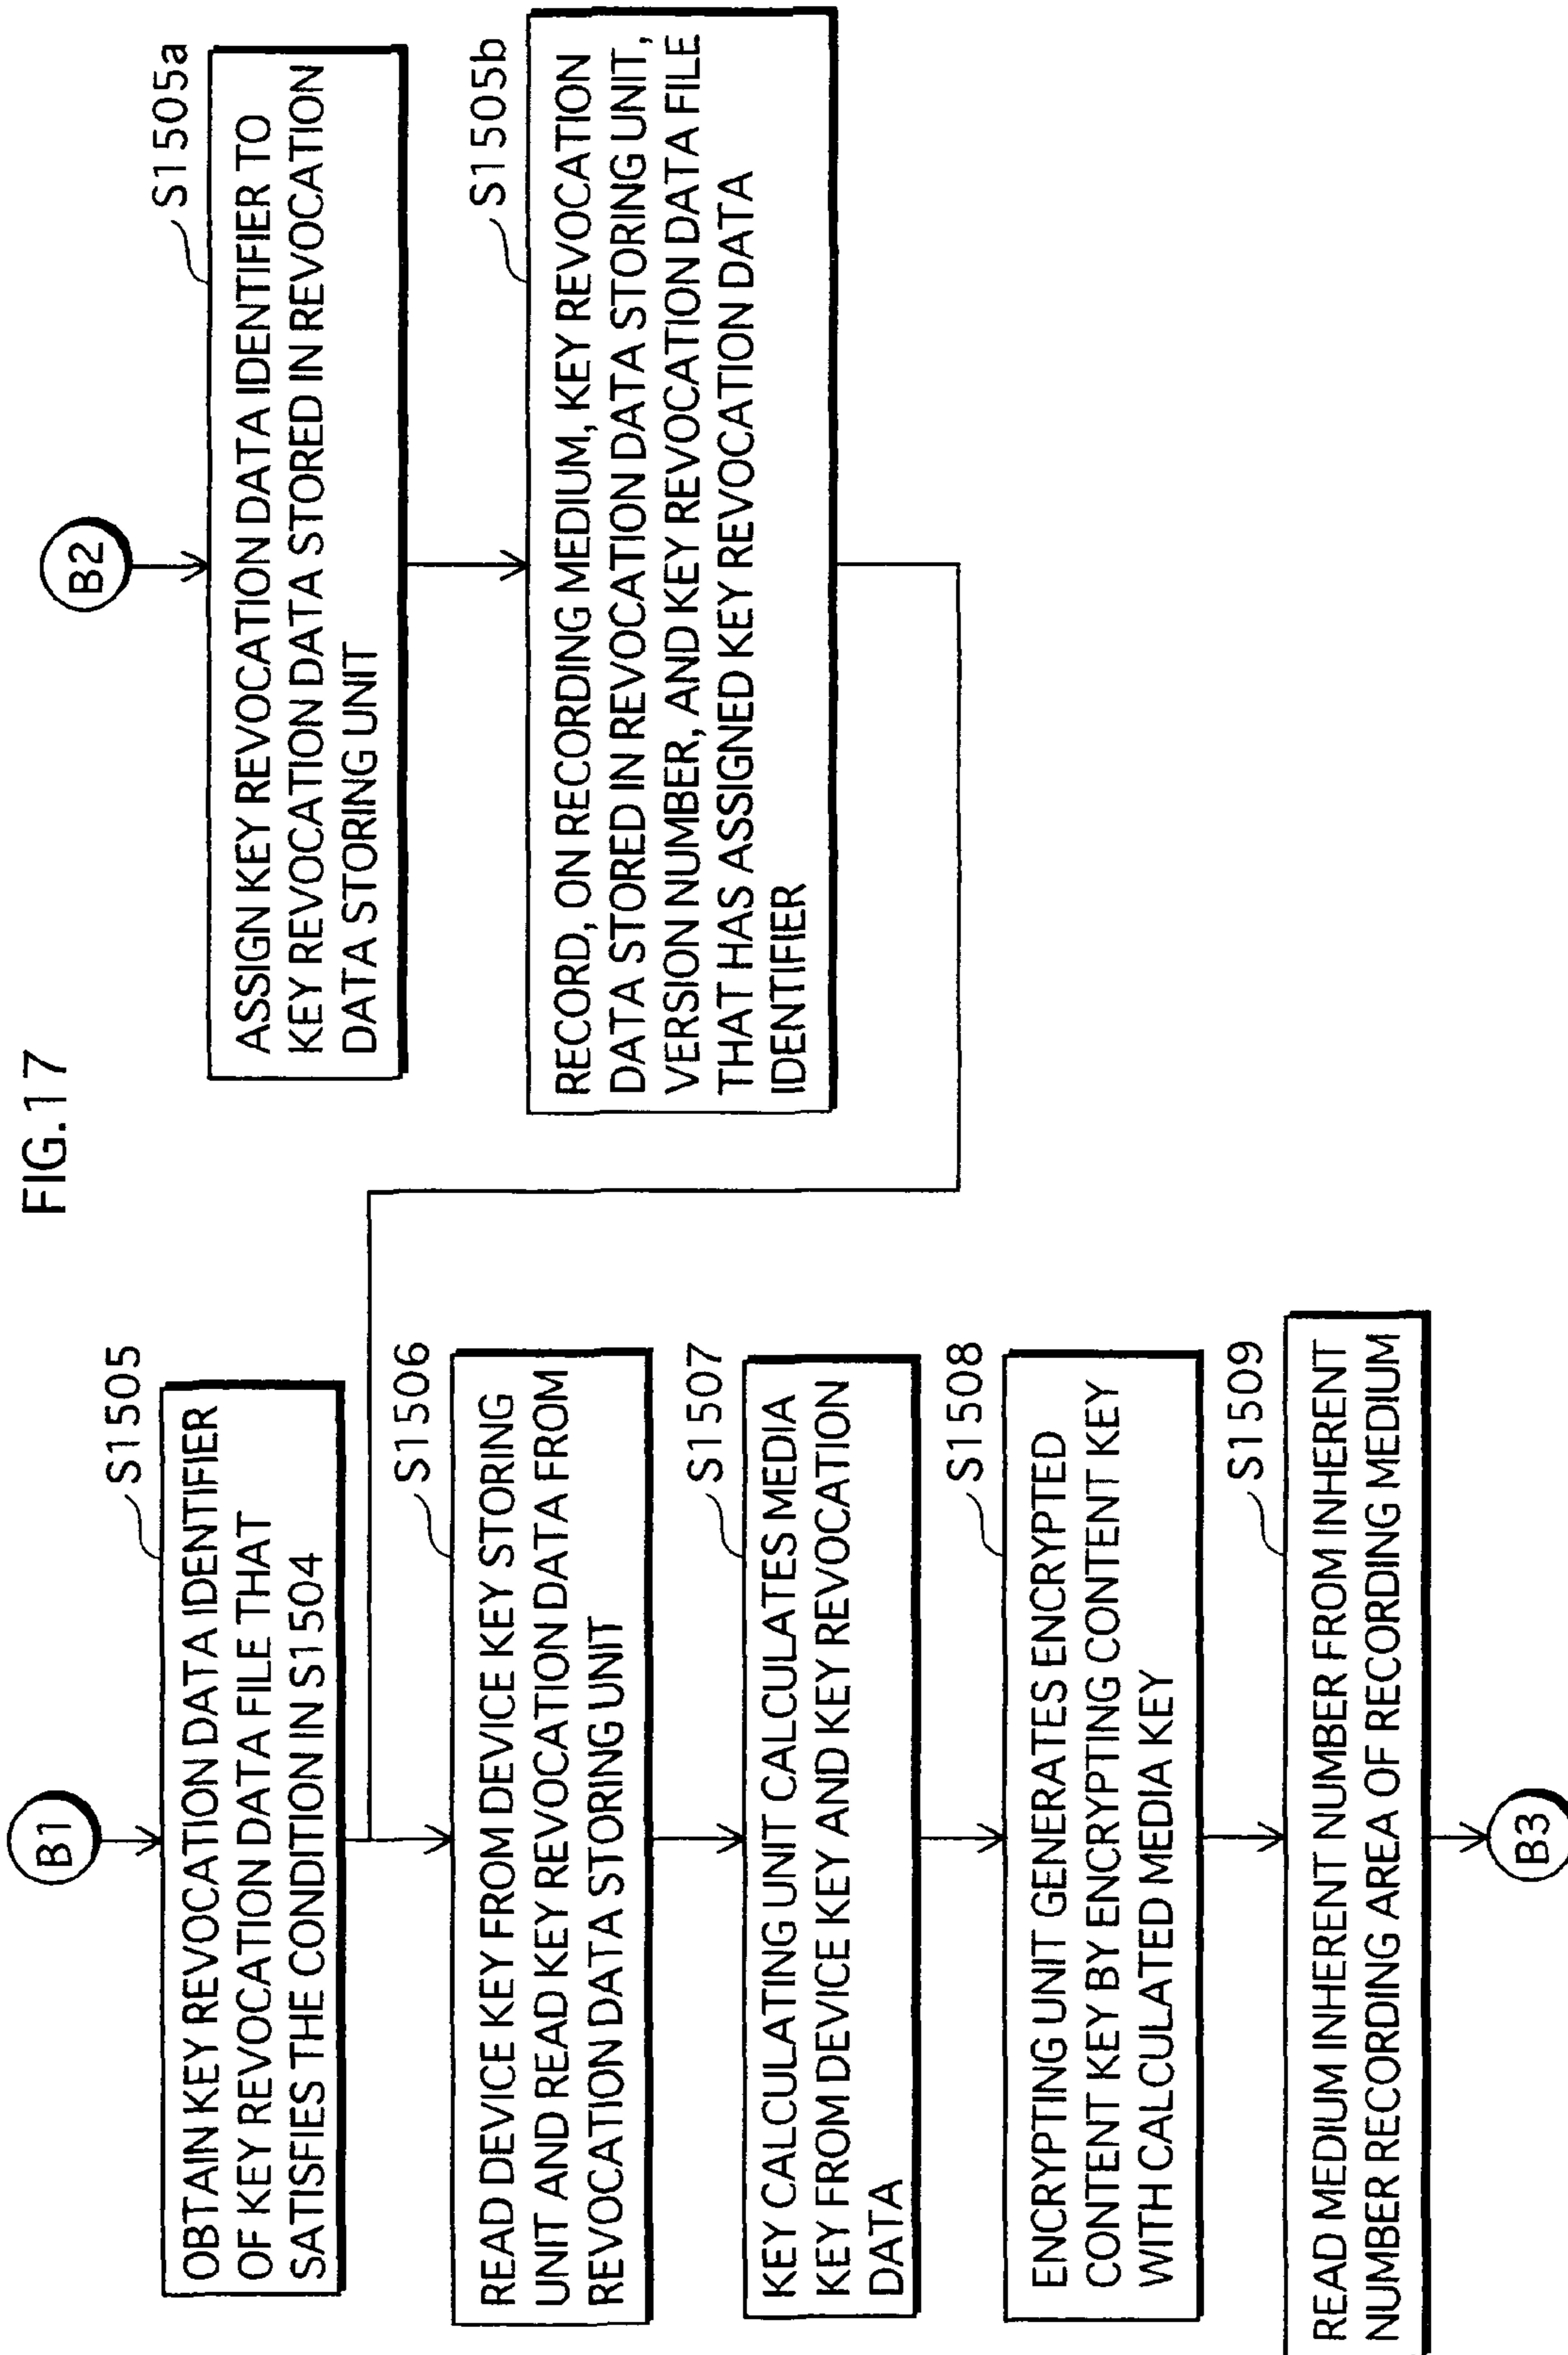 FIG.17
B1
S1505
OBTAIN KEY REVOCATION DATA IDENTIFIER
OF KEY REVOCATION DATA FILE THAT
SATISFIES THE CONDITION IN S1504
S1506
READ DEVICE KEY FROM DEVICE KEY STORING
UNIT AND READ KEY REVOCATION DATA FROM
REVOCATION DATA STORING UNIT
S1507
KEY CALCULATING UNIT CALCULATES MEDIA
KEY FROM DEVICE KEY AND KEY REVOCATION
DATA
S1508
ENCRYPTING UNIT GENERATES ENCRYPTED
CONTENT KEY BY ENCRYPTING CONTENT KEY
WITH CALCULATED MEDIA KEY
S1509
READ MEDIUM INHERENT NUMBER FROM INHERENT
NUMBER RECORDING AREA OF RECORDING MEDIUM
B3
B2
S1505a
ASSIGN KEY REVOCATION DATA IDENTIFIER TO
KEY REVOCATION DATA STORED IN REVOCATION
DATA STORING UNIT
S1505b
RECORD, ON RECORDING MEDIUM, KEY REVOCATION
DATA STORED IN REVOCATION DATA STORING UNIT,
VERSION NUMBER, AND KEY REVOCATION DATA FILE
THAT HAS ASSIGNED KEY REVOCATION DATA
IDENTIFIER